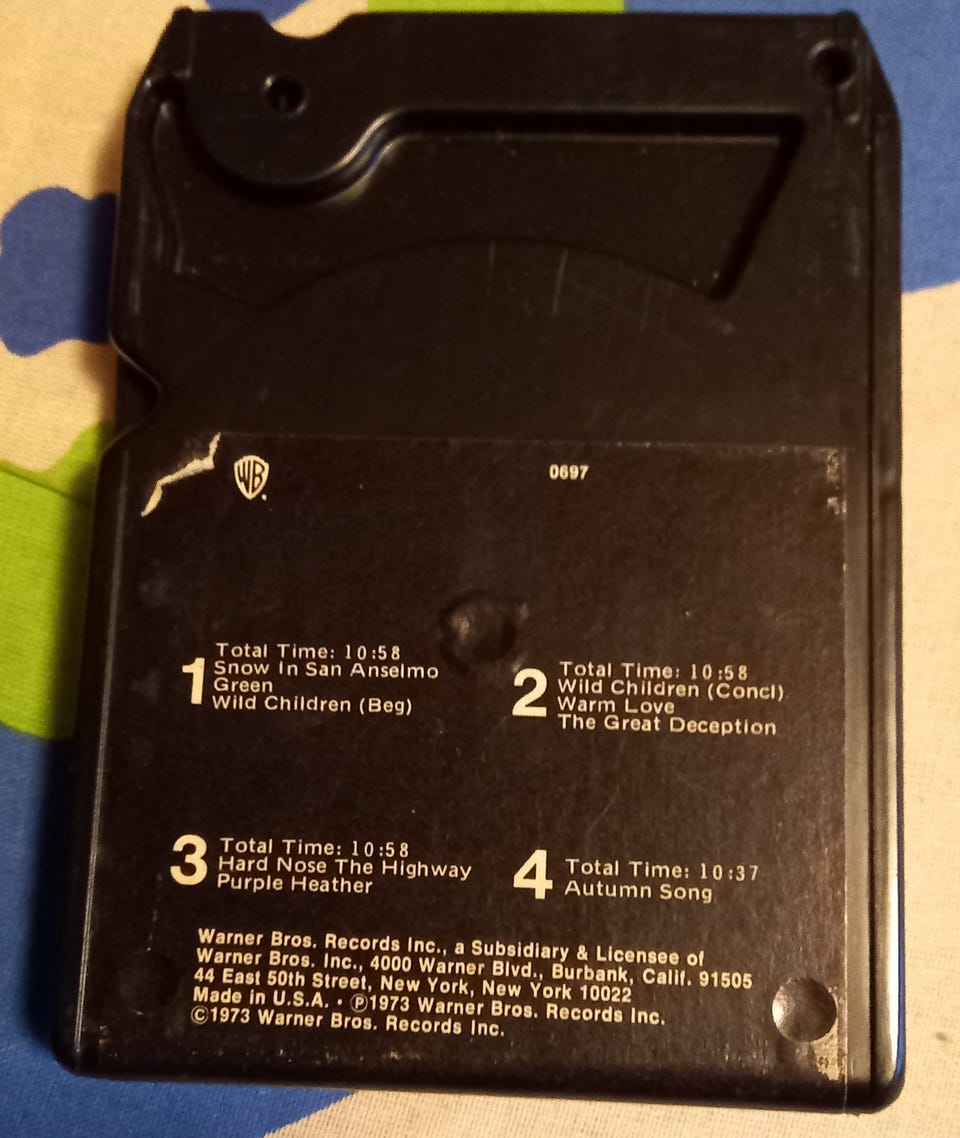 WB
0697
1
Total Time: 10:58
Snow In San Anselmo
Green
Wild Children (Beg)
2
Total Time: 10:58
Wild Children (Concl)
Warm Love
The Great Deception
3
Total Time: 10:58
Hard Nose The Highway
Purple Heather
4
Total Time: 10:37
Autumn Song
Warner Bros. Records Inc., a Subsidiary & Licensee of
Warner Bros. Inc., 4000 Warner Blvd., Burbank, Calif. 91505
44 East 50th Street, New York, New York 10022
Made in U.S.A. • ℗1973 Warner Bros. Records Inc.
©1973 Warner Bros. Records Inc.